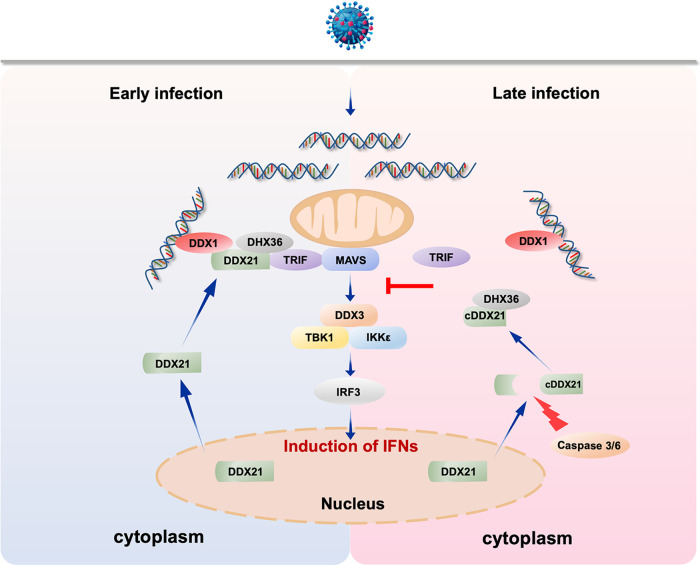 Early infection
Late infection
DDX1
DHX36
DDX21
TRIF
MAVS
TRIF
DDX1
DDX3
TBK1
IKKε
DHX36
cDDX21
DDX21
IRF3
cDDX21
Caspase 3/6
Induction of IFNs
DDX21
DDX21
Nucleus
cytoplasm
cytoplasm